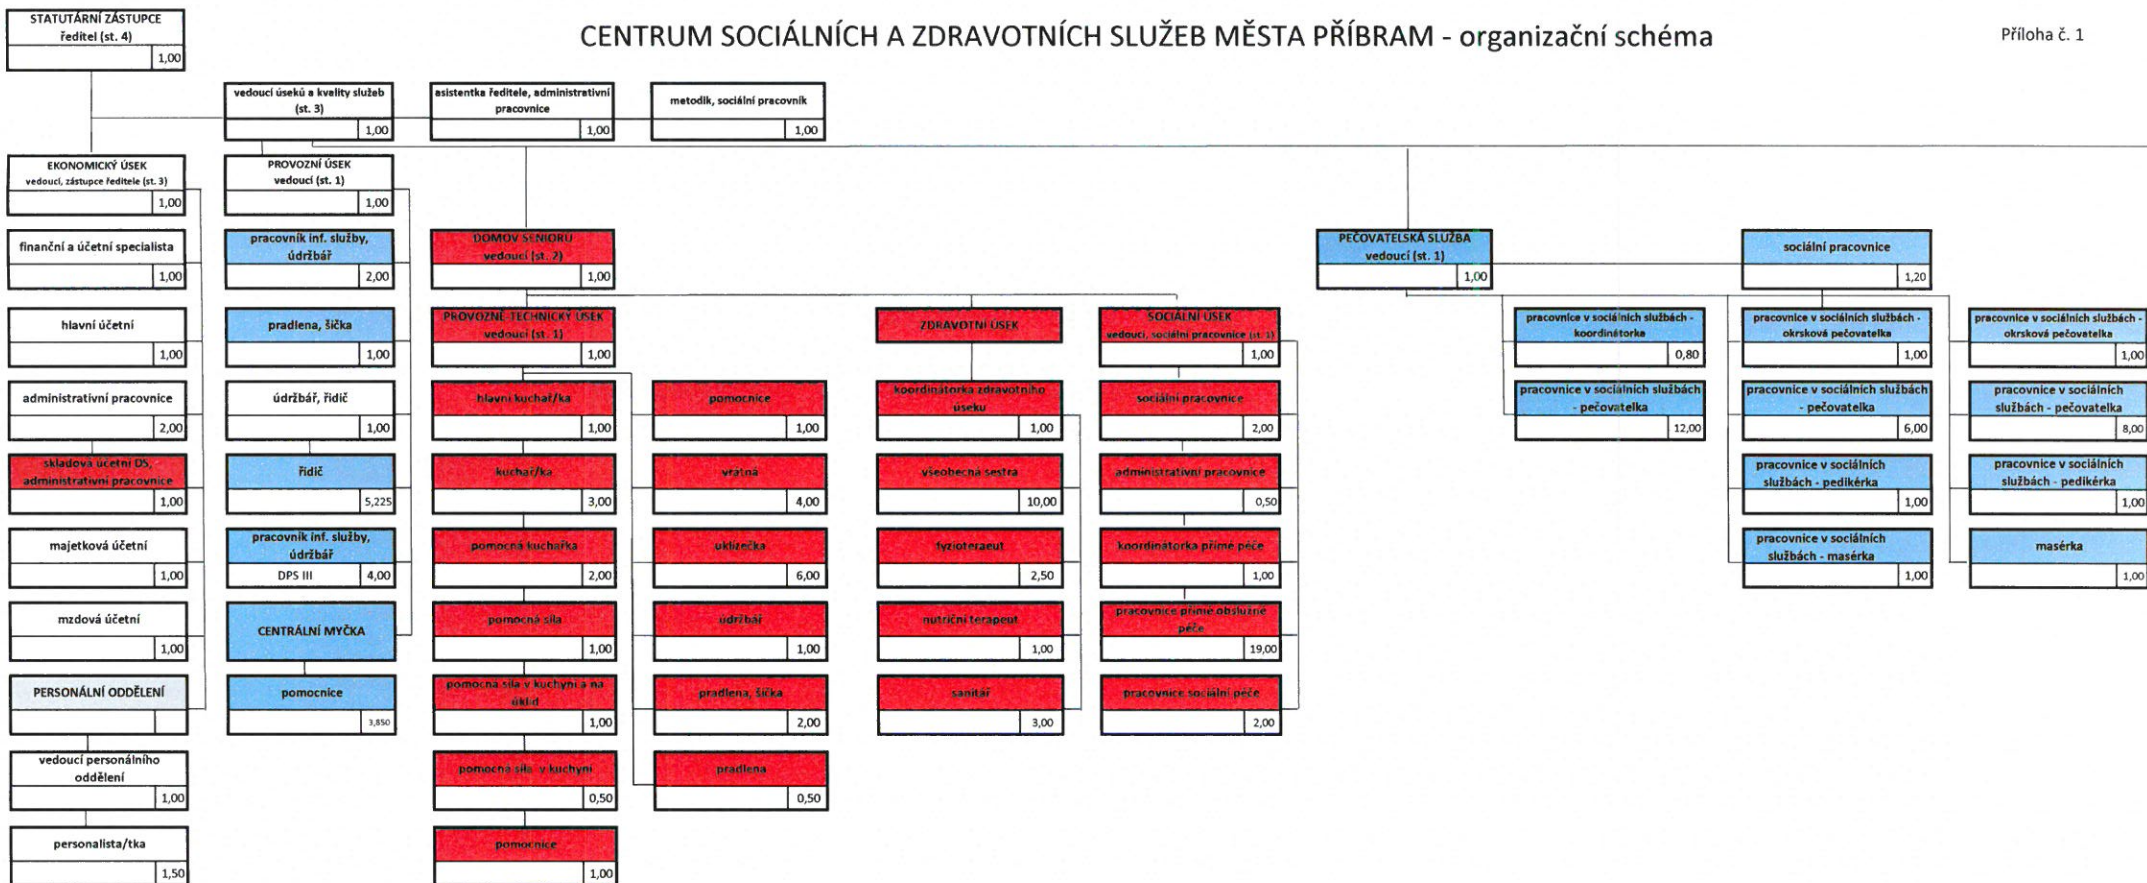 CENTRUM SOCIÁLNÍCH A ZDRAVOTNÍCH SLUŽEB MĚSTA PŘÍBRAM - organizační schéma
Příloha č. 1
STATUTÁRNÍ ZÁSTUPCE
ředitel (st. 4)
1,00
vedoucí úseků a kvality služeb
(st. 3)
1,00
asistentka ředitele, administrativní
pracovnice
1,00
metodik, sociální pracovník
1,00
EKONOMICKÝ ÚSEK
vedoucí, zástupce ředitele (st. 3)
1,00
finanční a účetní specialista
1,00
hlavní účetní
1,00
administrativní pracovnice
2,00
skladová účetní DS,
administrativní pracovnice
1,00
majetková účetní
1,00
mzdová účetní
1,00
PERSONÁLNÍ ODDĚLENÍ
vedoucí personálního
oddělení
1,00
personalista/tka
1,50
PROVOZNÍ ÚSEK
vedoucí (st. 1)
1,00
pracovník inf. služby,
údržbář
2,00
pradlena, šička
1,00
údržbář, řidič
1,00
řidič
5,225
pracovník inf. služby,
údržbář
DPS III 4,00
CENTRÁLNÍ MYČKA
pomocnice
3,850
DOMOV SENIORŮ
vedoucí (st. 2)
1,00
PROVOZNĚ-TECHNICKÝ ÚSEK
vedoucí (st. 1)
1,00
hlavní kuchař/ka
1,00
kuchař/ka
3,00
pomocná kuchařka
2,00
pomocná síla
1,00
pomocná síla v kuchyni a na
úklid
1,00
pomocná síla v kuchyni
0,50
pomocnice
1,00
pomocnice
1,00
vrátná
4,00
uklízečka
6,00
údržbář
1,00
pradlena, šička
2,00
pradlena
0,50
ZDRAVOTNÍ ÚSEK
koordinátorka zdravotního
úseku
1,00
všeobecná sestra
10,00
fyzioteraeut
2,50
nutriční terapeut
1,00
sanitář
3,00
SOCIÁLNÍ ÚSEK
vedoucí, sociální pracovnice (st. 1)
1,00
sociální pracovnice
2,00
administrativní pracovnice
0,50
koordinátorka přímé péče
1,00
pracovnice přímé obslužné
péče
19,00
pracovnice sociální péče
2,00
PEČOVATELSKÁ SLUŽBA
vedoucí (st. 1)
1,00
sociální pracovnice
1,20
pracovnice v sociálních službách -
koordinátorka
0,80
pracovnice v sociálních službách
- pečovatelka
12,00
pracovnice v sociálních službách -
okrsková pečovatelka
1,00
pracovnice v sociálních službách
- pečovatelka
6,00
pracovnice v sociálních
službách - pedikérka
1,00
pracovnice v sociálních
službách - masérka
1,00
pracovnice v sociálních službách -
okrsková pečovatelka
1,00
pracovnice v sociálních
službách - pečovatelka
8,00
pracovnice v sociálních
službách - pedikérka
1,00
masérka
1,00